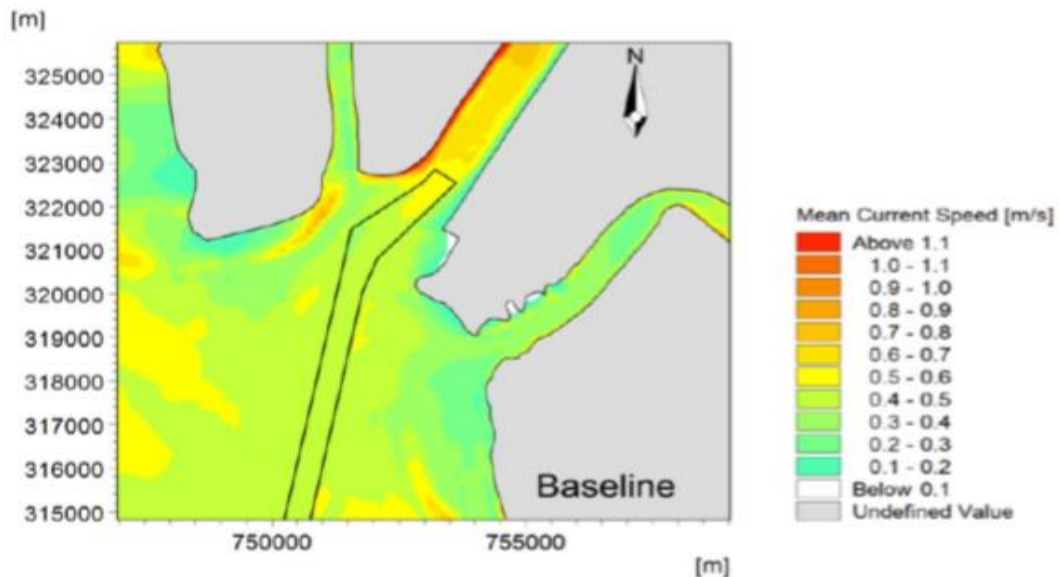 [m]
325000
324000
323000
322000
321000
320000
319000
318000
317000
316000
315000
N
Baseline
750000
755000
[m]
Mean Current Speed [m/s]
Above 1.1
1.0 - 1.1
0.9 - 1.0
0.8 - 0.9
0.7 - 0.8
0.6 - 0.7
0.5 - 0.6
0.4 - 0.5
0.3 - 0.4
0.2 - 0.3
0.1 - 0.2
Below 0.1
Undefined Value